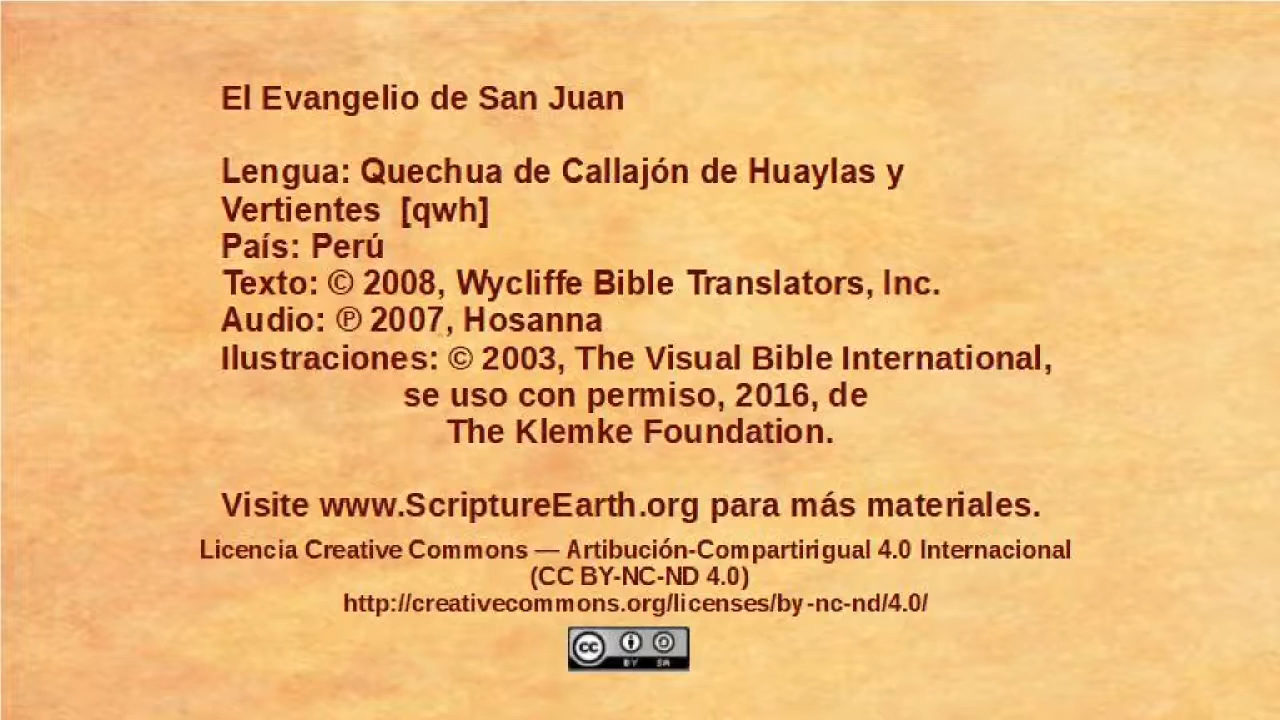 El Evangelio de San Juan
Lengua: Quechua de Callajón de Huaylas y
Vertientes [qwh]
País: Perú
Texto: © 2008, Wycliffe Bible Translators, Inc.
Audio: ℗ 2007, Hosanna
Ilustraciones: © 2003, The Visual Bible International,
se uso con permiso, 2016, de
The Klemke Foundation.
Visite www.ScriptureEarth.org para más materiales.
Licencia Creative Commons — Artibución-Compartirigual 4.0 Internacional
(CC BY-NC-ND 4.0)
http://creativecommons.org/licenses/by-nc-nd/4.0/
cc BY SA